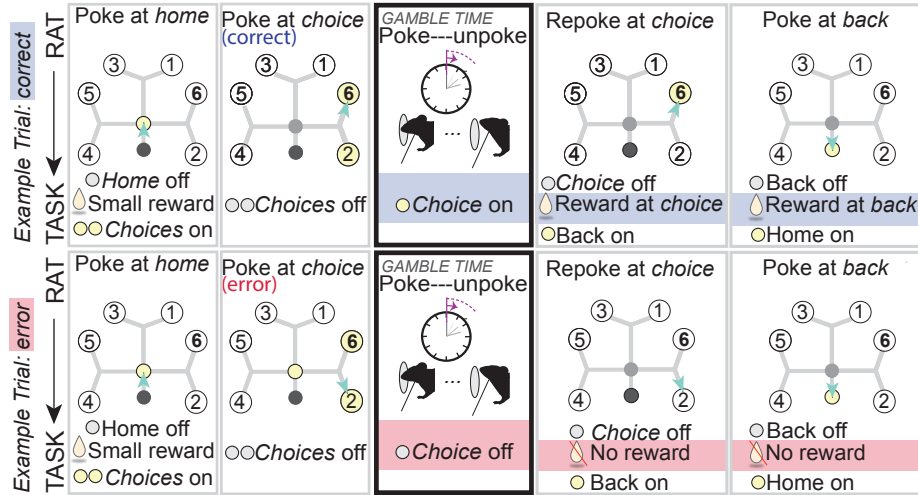 Example Trial: correct
RAT
TASK
Poke at home
3
1
5
6
4
2
Home off
Small reward
Choices on
Poke at choice
(correct)
3
1
5
6
4
2
Choices off
GAMBLE TIME
Poke---unpoke
...
Choice on
Repoke at choice
3
1
5
6
4
2
Choice off
Reward at choice
Back on
Poke at back
3
1
5
6
4
2
Back off
Reward at back
Home on
Example Trial: error
RAT
TASK
Poke at home
3
1
5
6
4
2
Home off
Small reward
Choices on
Poke at choice
(error)
3
1
5
6
4
2
Choices off
GAMBLE TIME
Poke---unpoke
...
Choice off
Repoke at choice
3
1
5
6
4
2
Choice off
No reward
Back on
Poke at back
3
1
5
6
4
2
Back off
No reward
Home on